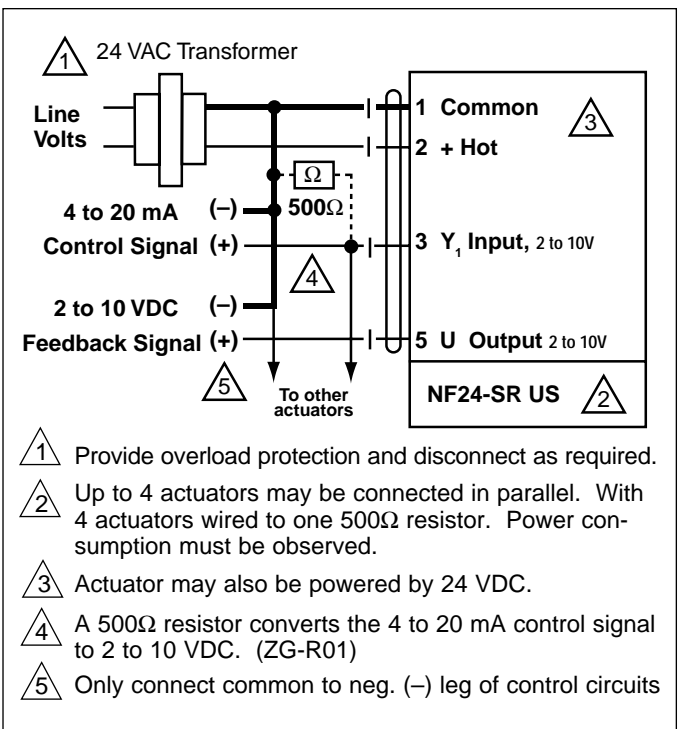 1 24 VAC Transformer
Line
Volts
1 Common
3
2 + Hot
Ω
500Ω
4 to 20 mA (–)
Control Signal (+)
3 Y1 Input, 2 to 10V
4
2 to 10 VDC (–)
Feedback Signal (+)
5 U Output 2 to 10V
5
To other
actuators
NF24-SR US 2
1 Provide overload protection and disconnect as required.
2 Up to 4 actuators may be connected in parallel. With
4 actuators wired to one 500Ω resistor. Power con-
sumption must be observed.
3 Actuator may also be powered by 24 VDC.
4 A 500Ω resistor converts the 4 to 20 mA control signal
to 2 to 10 VDC. (ZG-R01)
5 Only connect common to neg. (–) leg of control circuits